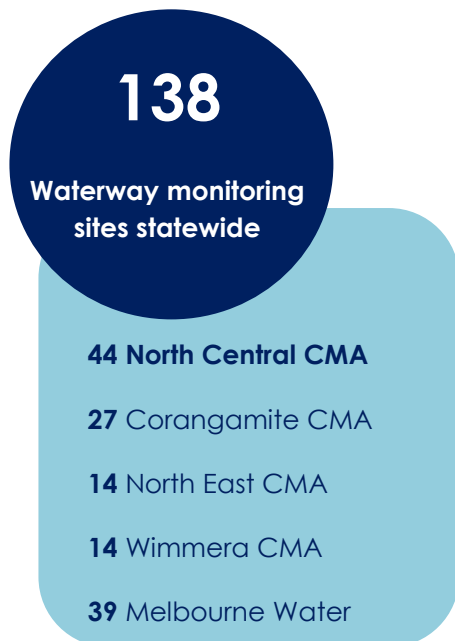 138
Waterway monitoring
sites statewide
44 North Central CMA
27 Corangamite CMA
14 North East CMA
14 Wimmera CMA
39 Melbourne Water